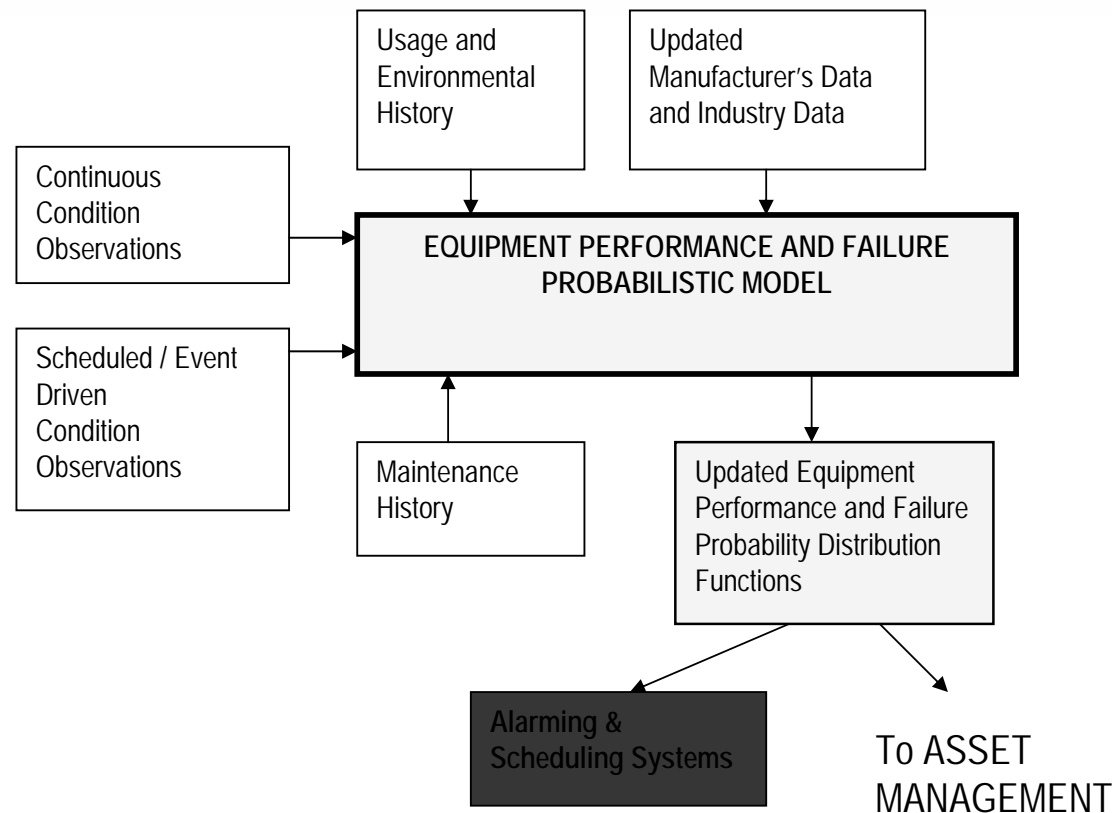 Usage and
Environmental
History
Updated
Manufacturer's Data
and Industry Data
Continuous
Condition
Observations
EQUIPMENT PERFORMANCE AND FAILURE
PROBABILISTIC MODEL
Scheduled / Event
Driven
Condition
Observations
Maintenance
History
Updated Equipment
Performance and Failure
Probability Distribution
Functions
Alarming &
Scheduling Systems
To ASSET
MANAGEMENT